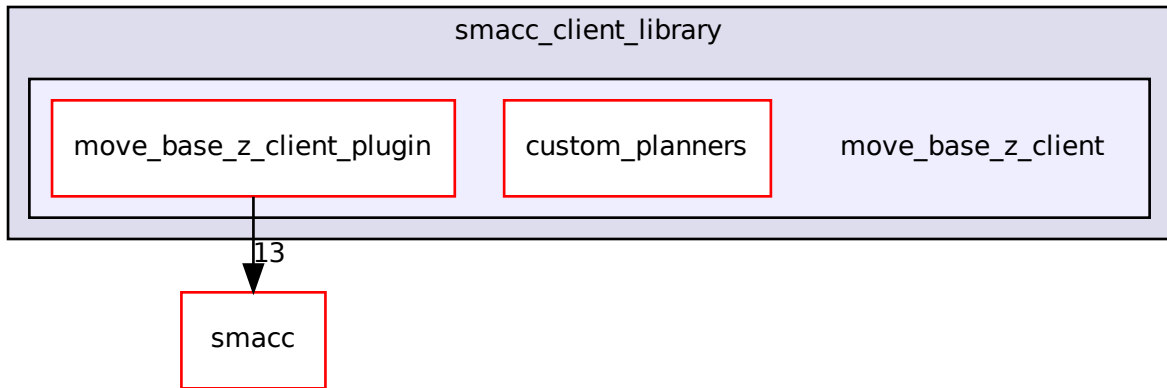 smacc_client_library
move_base_z_client_plugin
custom_planners
move_base_z_client
13
smacc